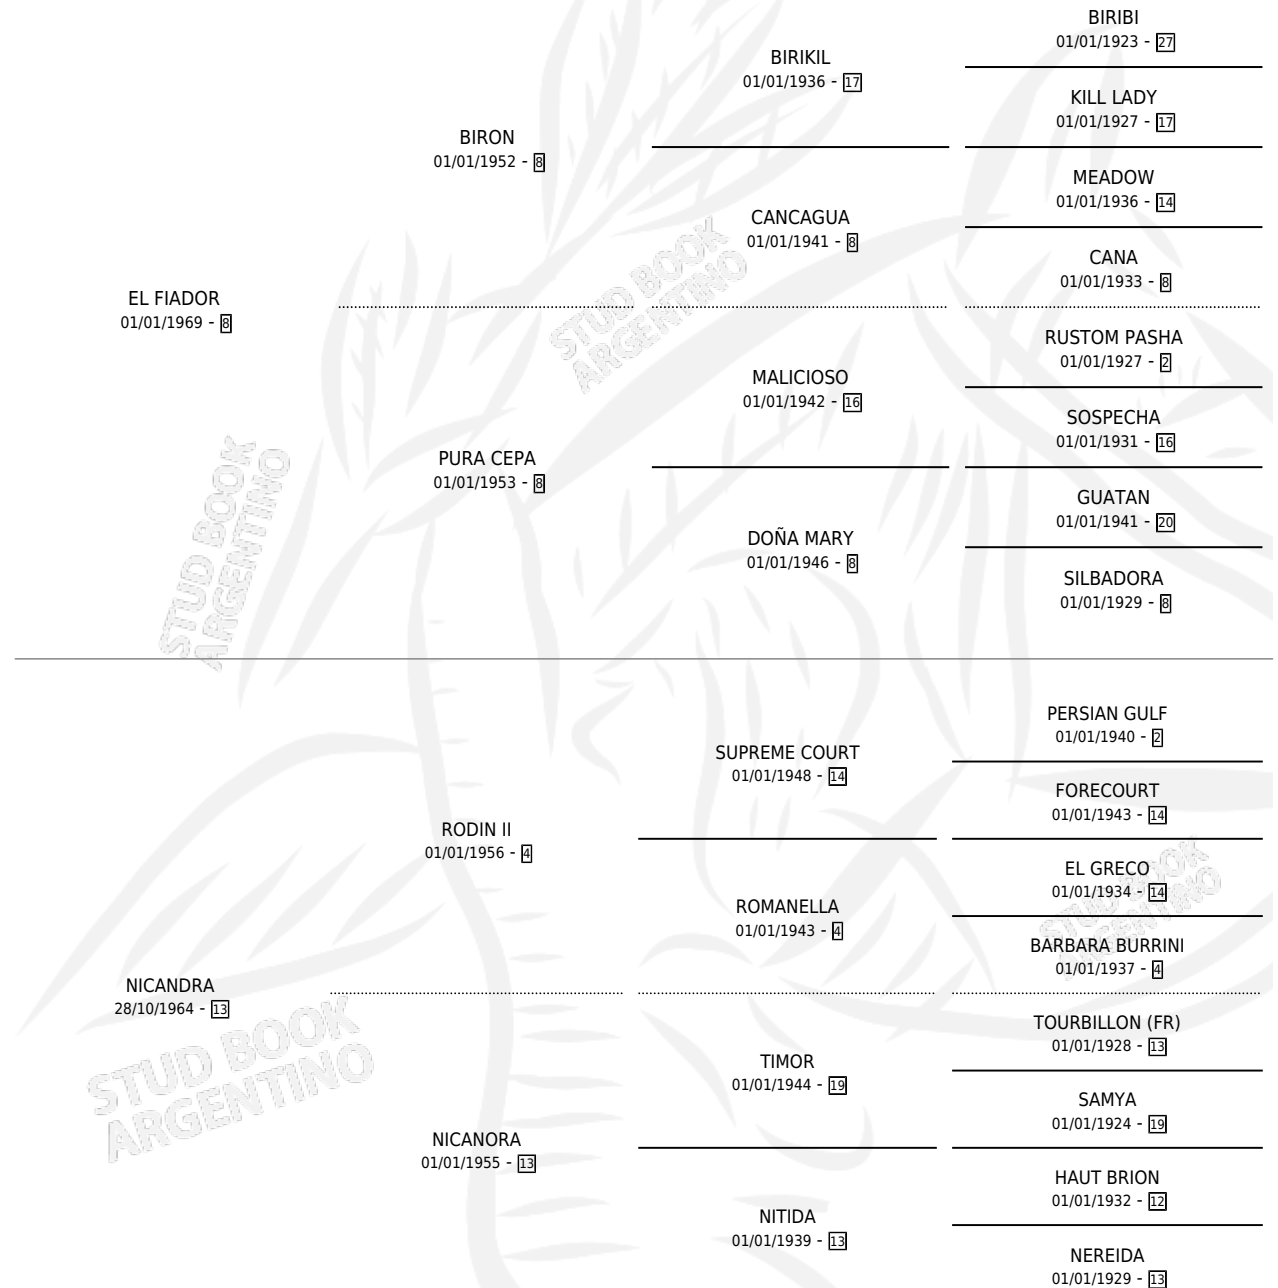 BIRIBI
01/01/1923 - 27
BIRIKIL
01/01/1936 - 17
KILL LADY
01/01/1927 - 17
BIRON
01/01/1952 - 8
MEADOW
01/01/1936 - 14
CANCAGUA
01/01/1941 - 8
CANA
01/01/1933 - 8
EL FIADOR
01/01/1969 - 8
RUSTOM PASHA
01/01/1927 - 2
MALICIOSO
01/01/1942 - 16
SOSPECHA
01/01/1931 - 16
PURA CEPA
01/01/1953 - 8
GUATAN
01/01/1941 - 20
DOÑA MARY
01/01/1946 - 8
SILBADORA
01/01/1929 - 8
STUD BOOK
ARGENTINO
STUD BOOK
ARGENTINO
PERSIAN GULF
01/01/1940 - 2
SUPREME COURT
01/01/1948 - 14
FORECOURT
01/01/1943 - 14
RODIN II
01/01/1956 - 4
EL GRECO
01/01/1934 - 14
ROMANELLA
01/01/1943 - 4
BARBARA BURRINI
01/01/1937 - 4
NICANDRA
28/10/1964 - 13
TOURBILLON (FR)
01/01/1928 - 13
TIMOR
01/01/1944 - 19
SAMYA
01/01/1924 - 19
NICANORA
01/01/1955 - 13
HAUT BRION
01/01/1932 - 12
NITIDA
01/01/1939 - 13
NEREIDA
01/01/1929 - 13
STUD BOOK
ARGENTINO
STUD BOOK
ARGENTINO